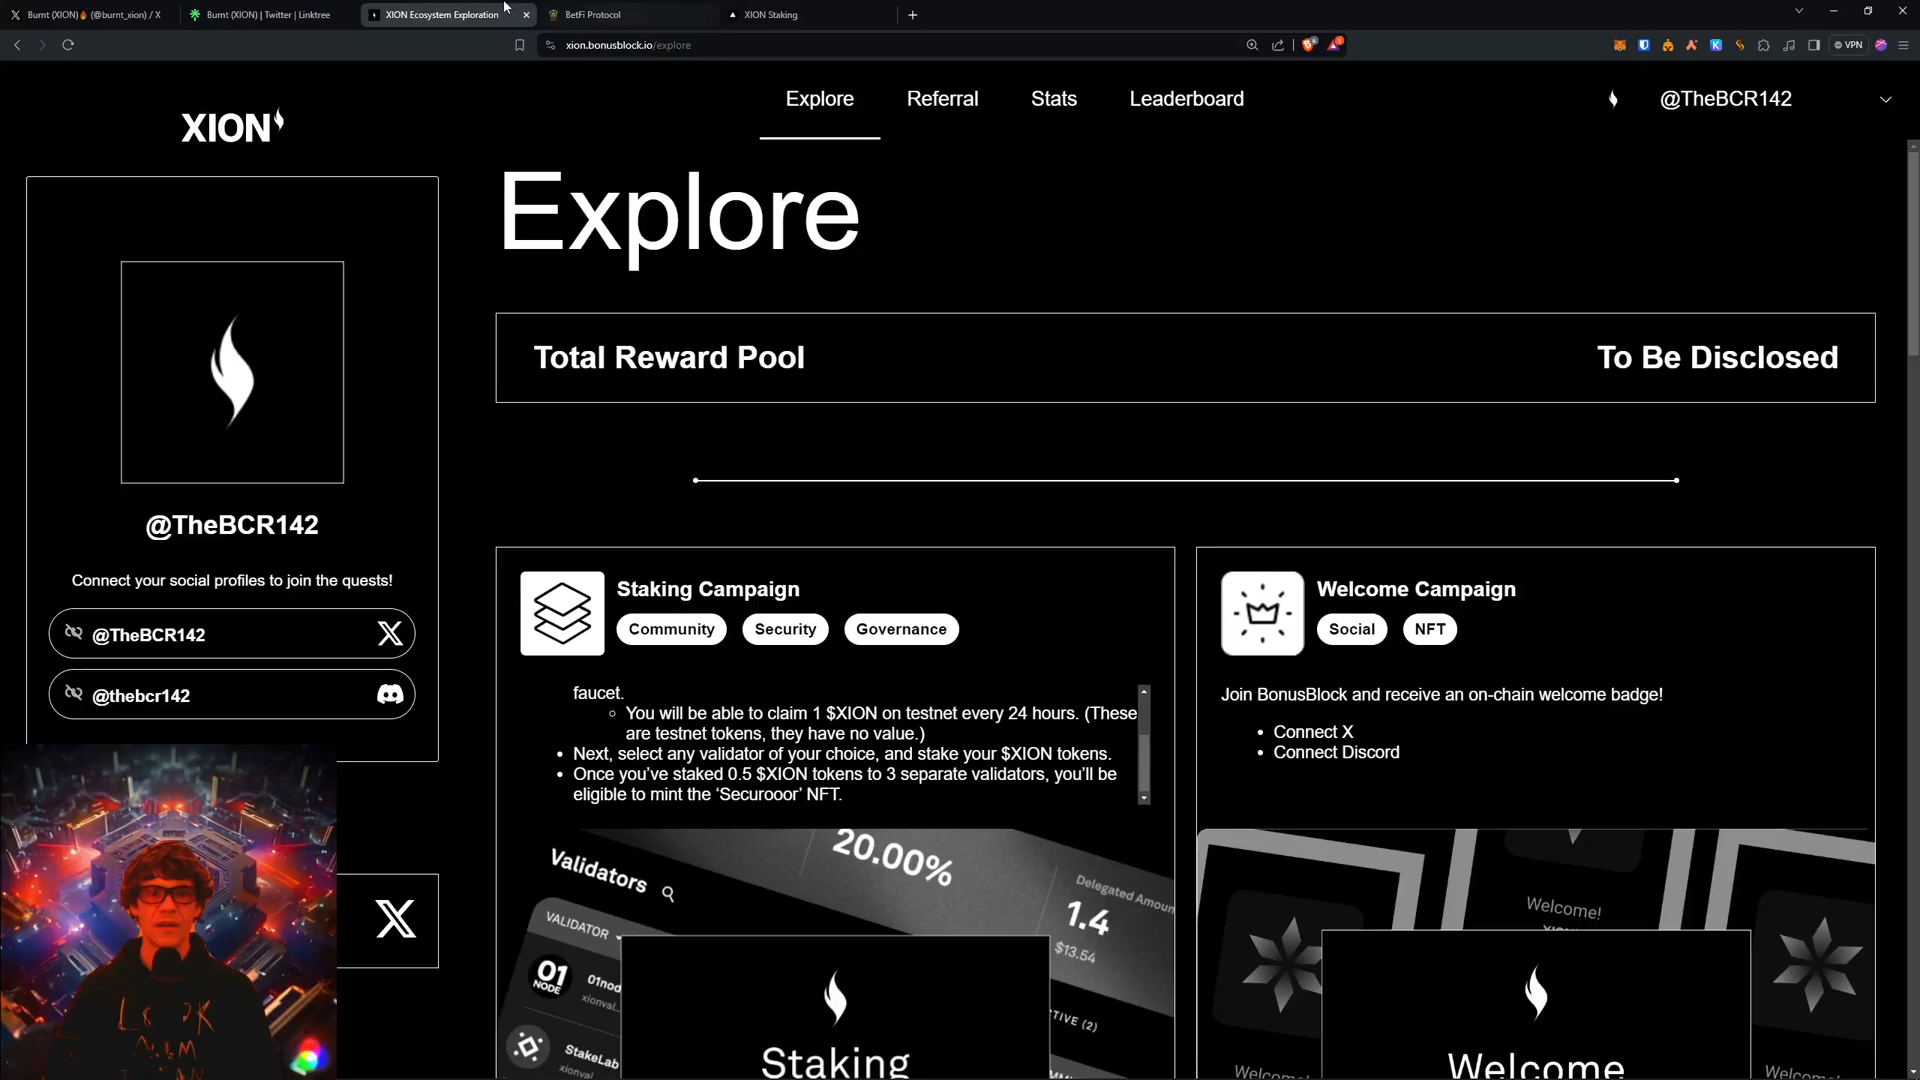 Burnt (XION)🔥 (@burnt_xion) / X
Burnt (XION) | Twitter | Linktree
XION Ecosystem Exploration
BetFi Protocol
XION Staking
xion.bonusblock.io/explore
VPN
XION
Explore
Referral
Stats
Leaderboard
@TheBCR142
Explore
Total Reward Pool
To Be Disclosed
@TheBCR142
Connect your social profiles to join the quests!
@TheBCR142
@thebcr142
Staking Campaign
Community
Security
Governance
faucet.
You will be able to claim 1 $XION on testnet every 24 hours. (These
are testnet tokens, they have no value.)
Next, select any validator of your choice, and stake your $XION tokens.
Once you’ve staked 0.5 $XION tokens to 3 separate validators, you’ll be
eligible to mint the ‘Securooor’ NFT.
Validators
20.00%
Delegated Amoun
1.4
$13.54
VALIDATOR
01
NODE
01node
xionval...
CTIVE (2)
StakeLab
Staking
Welcome Campaign
Social
NFT
Join BonusBlock and receive an on-chain welcome badge!
Connect X
Connect Discord
Welcome!
Welcome
Welcome!
Welcome!